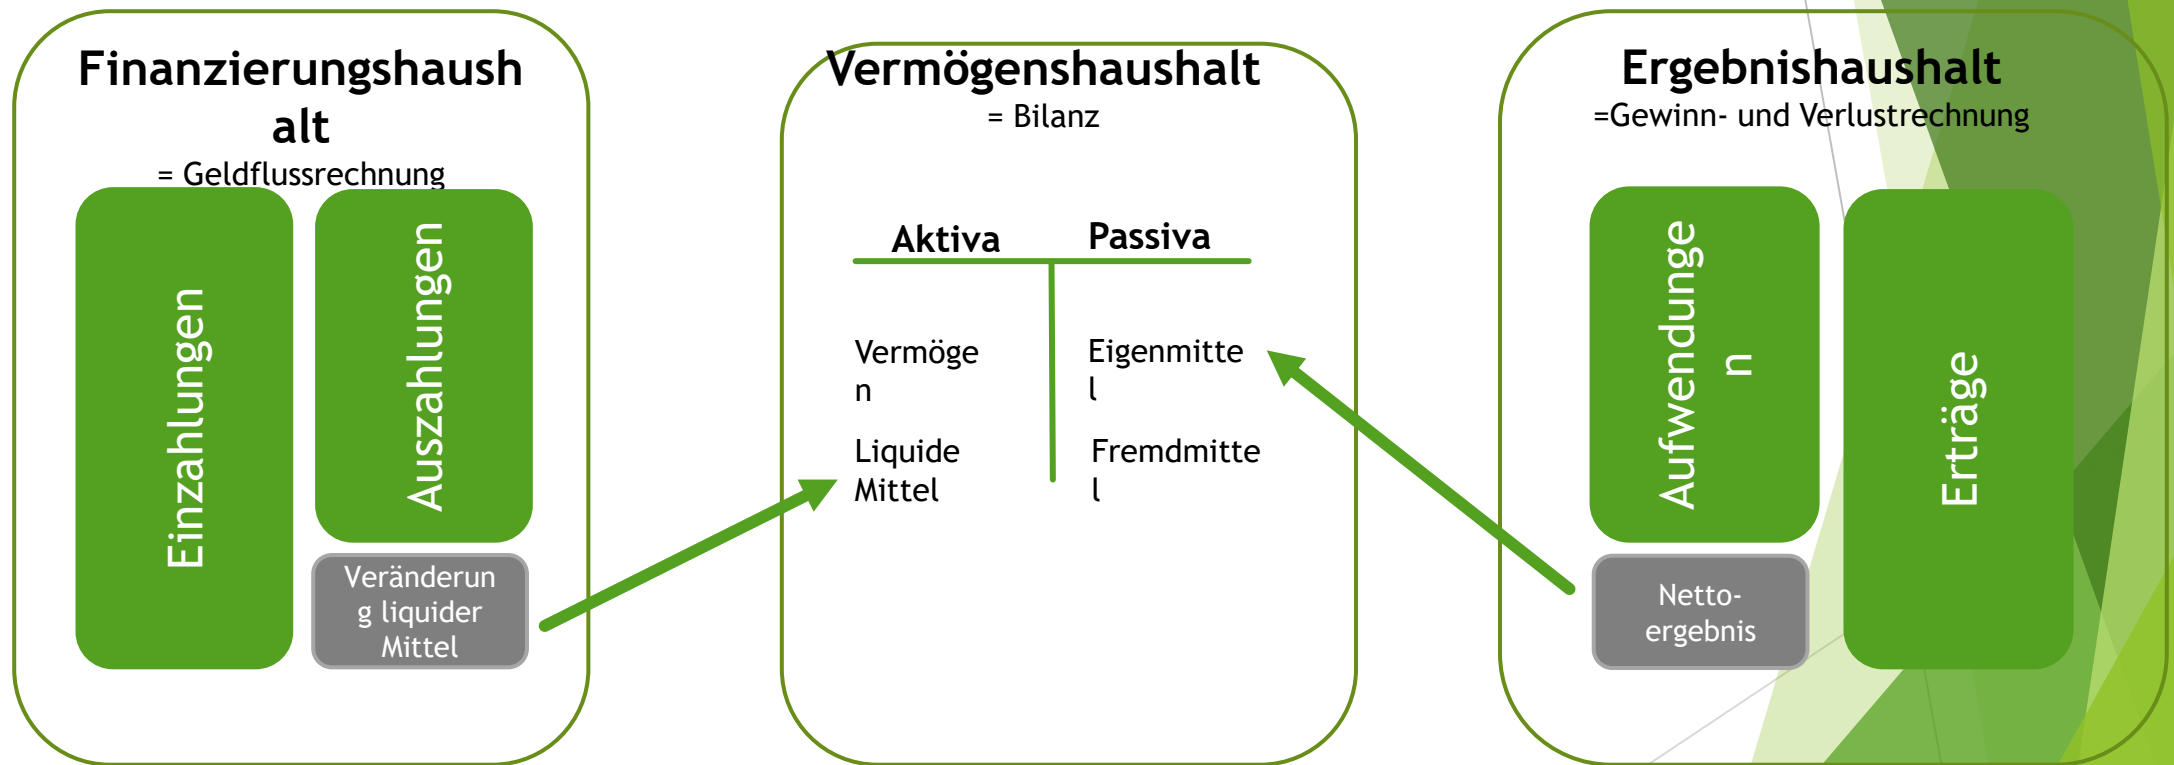 Finanzierungshaush
alt
= Geldflussrechnung
Einzahlungen
Auszahlungen
Veränderun
g liquider
Mittel
Vermögenshaushalt
= Bilanz
Aktiva
Passiva
Vermöge
n
Eigenmitte
l
Liquide
Mittel
Fremdmitte
l
Ergebnishaushalt
=Gewinn- und Verlustrechnung
Aufwendunge
n
Netto-
ergebnis
Erträge